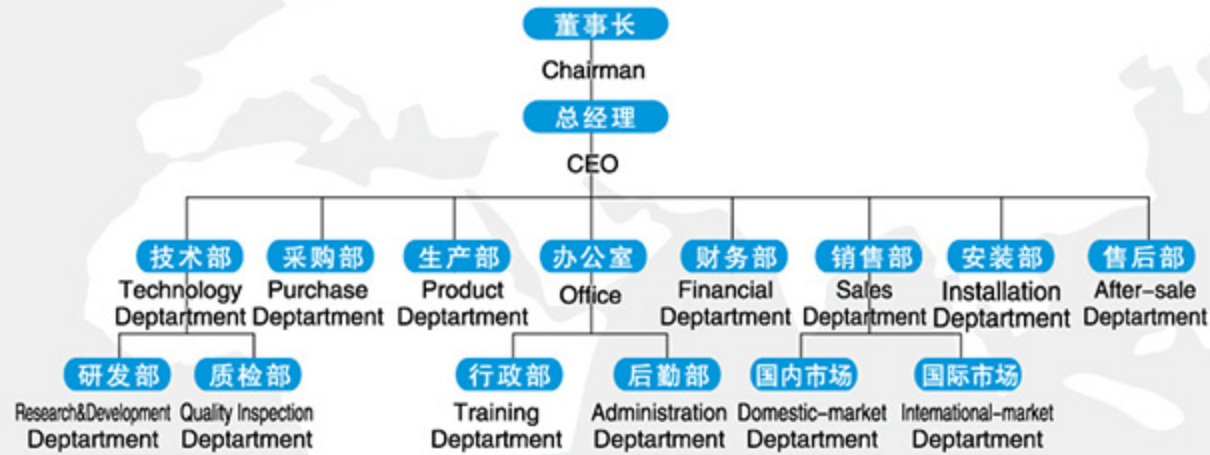 董事长
Chairman
总经理
CEO
技术部
Technology
Deptartment
采购部
Purchase
Deptartment
生产部
Product
Deptartment
办公室
Office
财务部
Financial
Deptartment
销售部
Sales
Deptartment
安装部
Installation
Deptartment
售后部
After-sale
Deptartment
研发部
Research&Development
Deptartment
质检部
Quality Inspection
Deptartment
行政部
Training
Deptartment
后勤部
Administration
Deptartment
国内市场
Domestic-market
Deptartment
国际市场
International-market
Deptartment